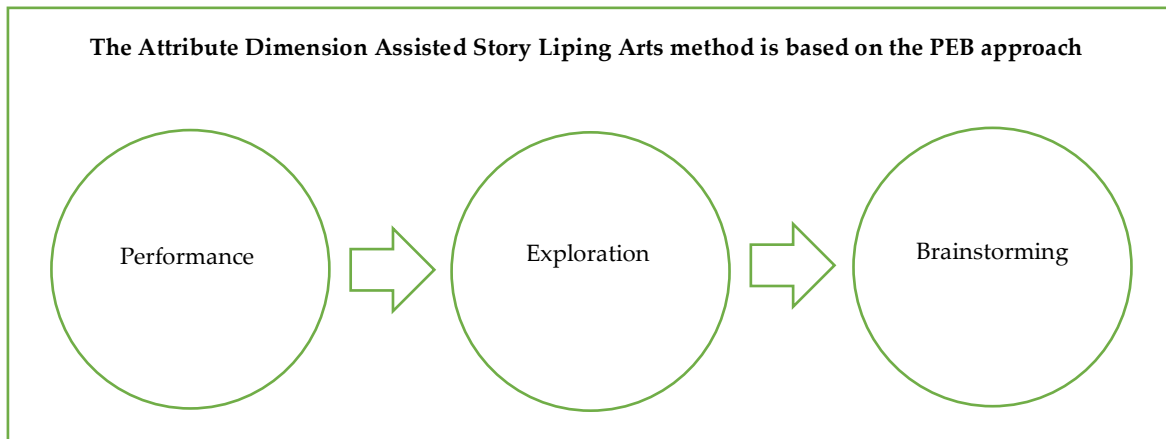 The Attribute Dimension Assisted Story Liping Arts method is based on the PEB approach
Performance
Exploration
Brainstorming